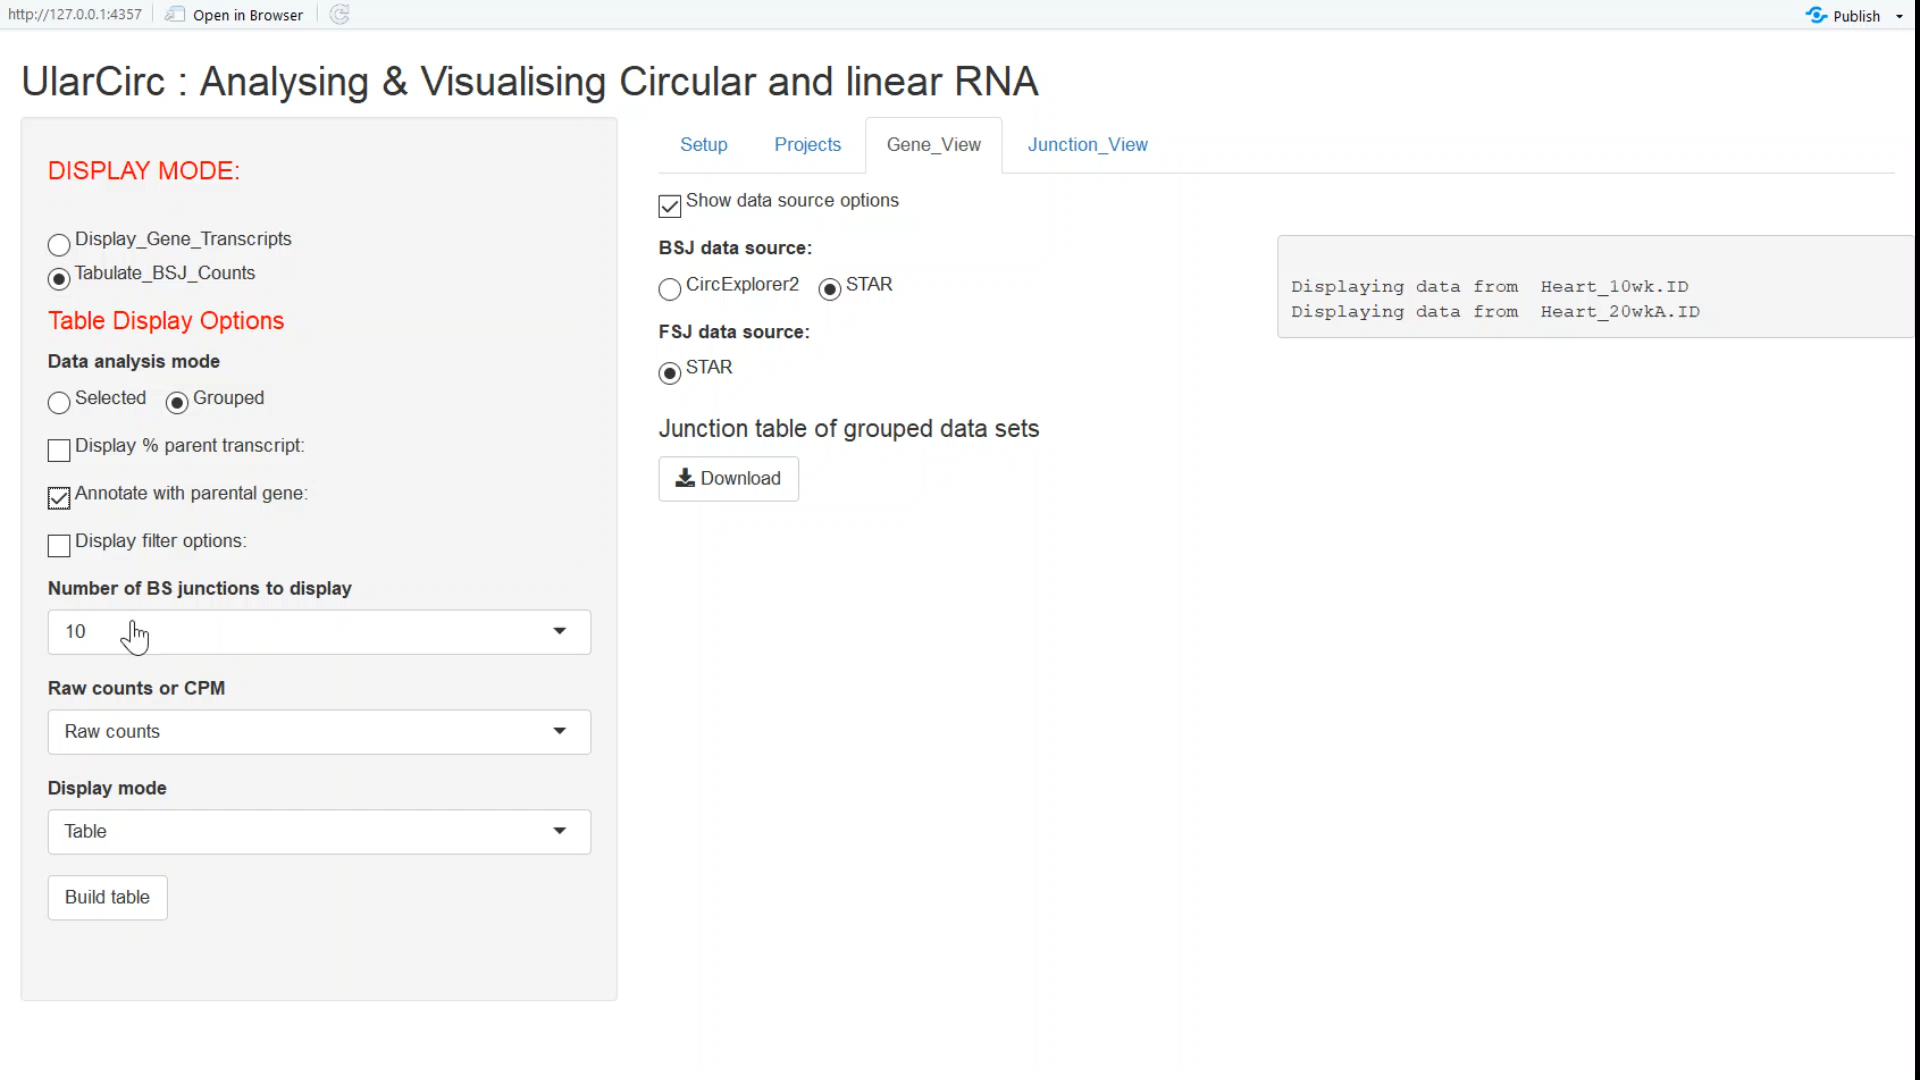 http://127.0.0.1:4357 Open in Browser Publish
UlarCirc : Analysing & Visualising Circular and linear RNA
DISPLAY MODE:
Display_Gene_Transcripts
Tabulate_BSJ_Counts
Table Display Options
Data analysis mode
Selected Grouped
Display % parent transcript:
Annotate with parental gene:
Display filter options:
Number of BS junctions to display
10
Raw counts or CPM
Raw counts
Display mode
Table
Build table
Setup Projects Gene_View Junction_View
Show data source options
BSJ data source:
CircExplorer2 STAR
FSJ data source:
STAR
Junction table of grouped data sets
Download
Displaying data from Heart_10wk.ID
Displaying data from Heart_20wkA.ID